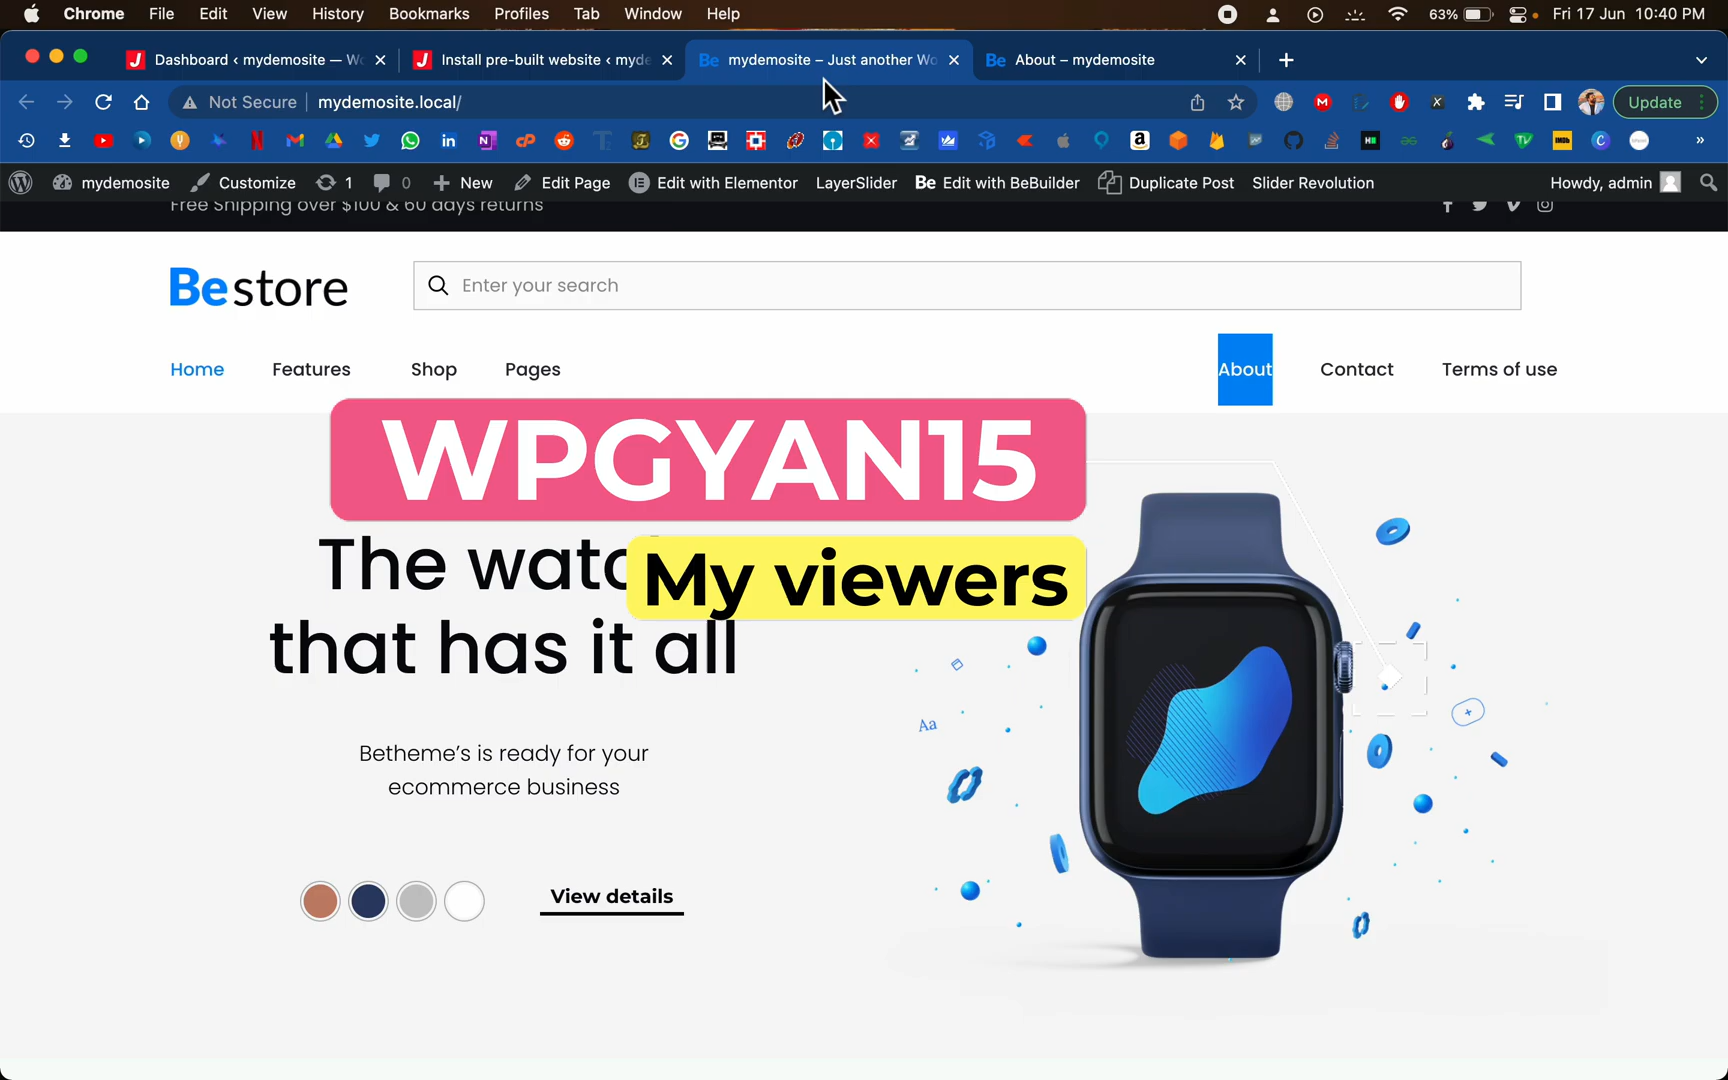 Chrome File Edit View History Bookmarks Profiles Tab Window Help 63% Fri 17 Jun 10:40 PM
Dashboard ‹ mydemosite — Wo Install pre-built website ‹ myde mydemosite – Just another Wo About – mydemosite
Not Secure mydemosite.local/ Update
mydemosite Customize 1 0 New Edit Page Edit with Elementor LayerSlider Be Edit with BeBuilder Duplicate Post Slider Revolution Howdy, admin
Free Shipping over $100 & 60 days returns
Bestore Enter your search
Home Features Shop Pages About Contact Terms of use
WPGYAN15
The watc
My viewers
that has it all
Aa
Betheme's is ready for your
ecommerce business
View details